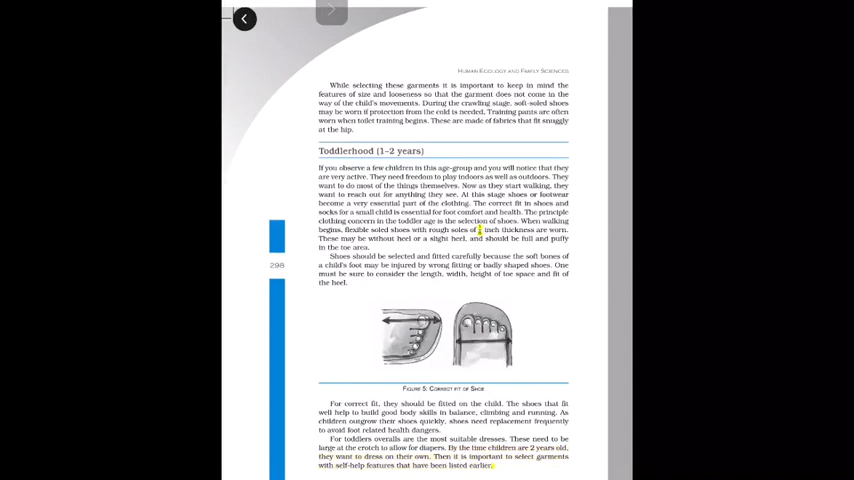 HUMAN ECOLOGY AND FAMILY SCIENCES
While selecting these garments it is important to keep in mind the
features of size and looseness so that the garment does not come in the
way of the child's movements. During the crawling stage, soft-soled shoes
may be worn if protection from the cold is needed, Training pants are often
worn when toilet training begins. These are made of fabrics that fit snuggly
at the hip.
Toddlerhood (1–2 years)
If you observe a few children in this age-group and you will notice that they
are very active. They need freedom to play indoors as well as outdoors. They
want to do most of the things themselves. Now as they start walking, they
want to reach out for anything they see. At this stage shoes or footwear
become a very essential part of the clothing. The correct fit in shoes and
socks for a small child is essential for foot comfort and health. The principle
clothing concern in the toddler age is the selection of shoes. When walking
begins, flexible soled shoes with rough soles of inch thickness are worn.
These may be without heel or a slight heel, and should be full and puffy
in the toe area.
Shoes should be selected and fitted carefully because the soft bones of
a child's foot may be injured by wrong fitting or badly shaped shoes. One
must be sure to consider the length, width, height of toe space and fit of
the heel.
298
FIGURE 5: CORRECT FIT OF SHOE
For correct fit, they should be fitted on the child. The shoes that fit
well help to build good body skills in balance, climbing and running. As
children outgrow their shoes quickly, shoes need replacement frequently
to avoid foot related health dangers.
For toddlers overalls are the most suitable dresses. These need to be
large at the crotch to allow for diapers. By the time children are 2 years old,
they want to dress on their own. Then it is important to select garments
with self-help features that have been listed earlier.